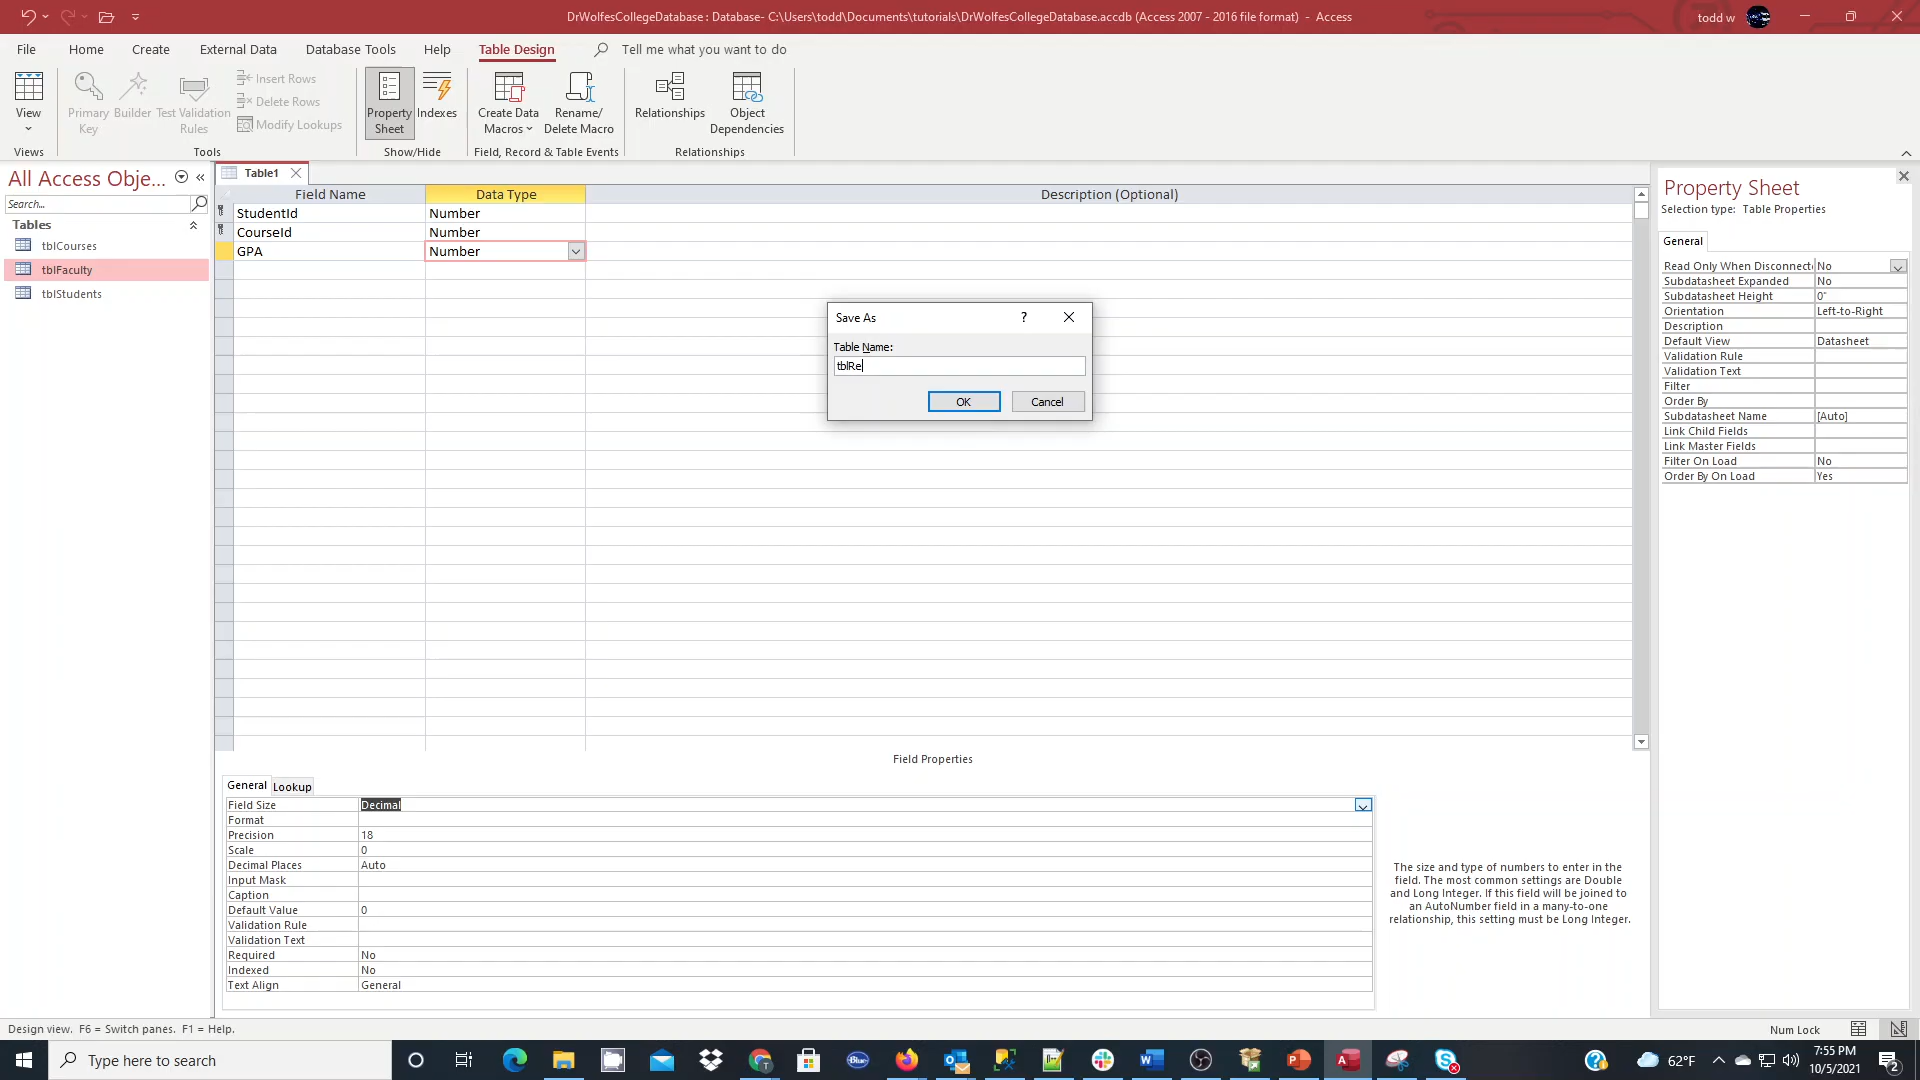 DrWolfesCollegeDatabase : Database- C:\Users\todd\Documents\tutorials\DrWolfesCollegeDatabase.accdb (Access 2007 - 2016 file format) - Access
todd w
File Home Create External Data Database Tools Help Table Design Tell me what you want to do
View
Primary Key
Builder
Test Validation Rules
Insert Rows
Delete Rows
Modify Lookups
Property Sheet
Indexes
Create Data Macros
Rename/ Delete Macro
Relationships
Object Dependencies
Views Tools Show/Hide Field, Record & Table Events Relationships
All Access Obje...
Search...
Tables
tblCourses
tblFaculty
tblStudents
Table1
Field Name Data Type Description (Optional)
StudentId Number
CourseId Number
GPA Number
Save As ?
Table Name:
tblRe
OK Cancel
Field Properties
General Lookup
Field Size Decimal
Format
Precision 18
Scale 0
Decimal Places Auto
Input Mask
Caption
Default Value 0
Validation Rule
Validation Text
Required No
Indexed No
Text Align General
The size and type of numbers to enter in the
field. The most common settings are Double
and Long Integer. If this field will be joined to
an AutoNumber field in a many-to-one
relationship, this setting must be Long Integer.
Property Sheet
Selection type: Table Properties
General
Read Only When Disconnect No
Subdatasheet Expanded No
Subdatasheet Height 0"
Orientation Left-to-Right
Description
Default View Datasheet
Validation Rule
Validation Text
Filter
Order By
Subdatasheet Name [Auto]
Link Child Fields
Link Master Fields
Filter On Load No
Order By On Load Yes
Design view. F6 = Switch panes. F1 = Help.
Num Lock
Type here to search
Blue
62°F
7:55 PM
10/5/2021
2